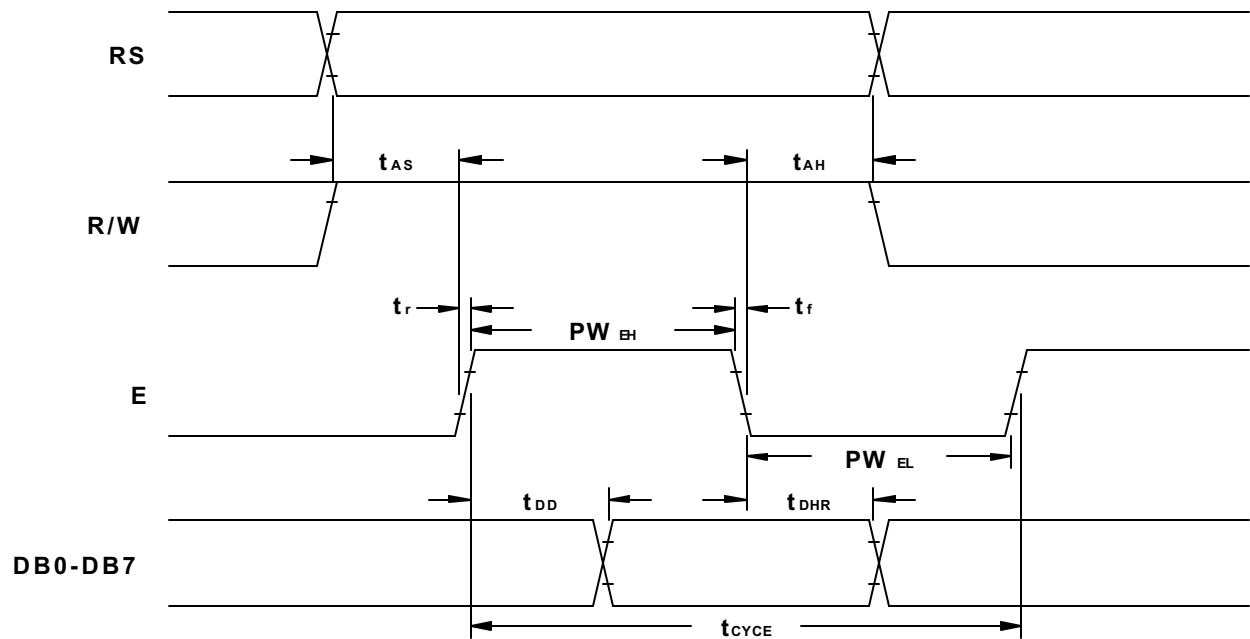 RS
tAS
tAH
R/W
tr
tf
PW EH
E
PW EL
tDD
tDHR
DB0-DB7
tCYCE